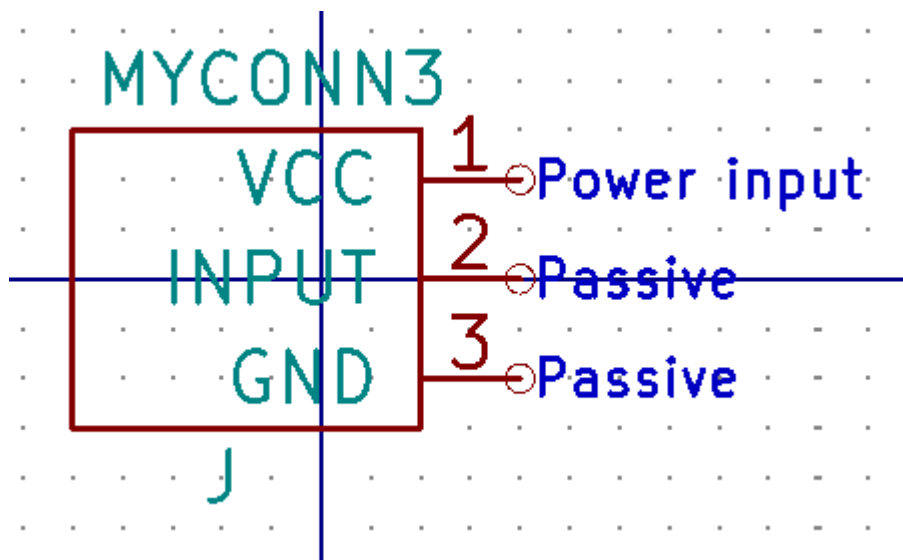 MYCONN3
VCC 1 Power input
INPUT 2 Passive
GND 3 Passive
J